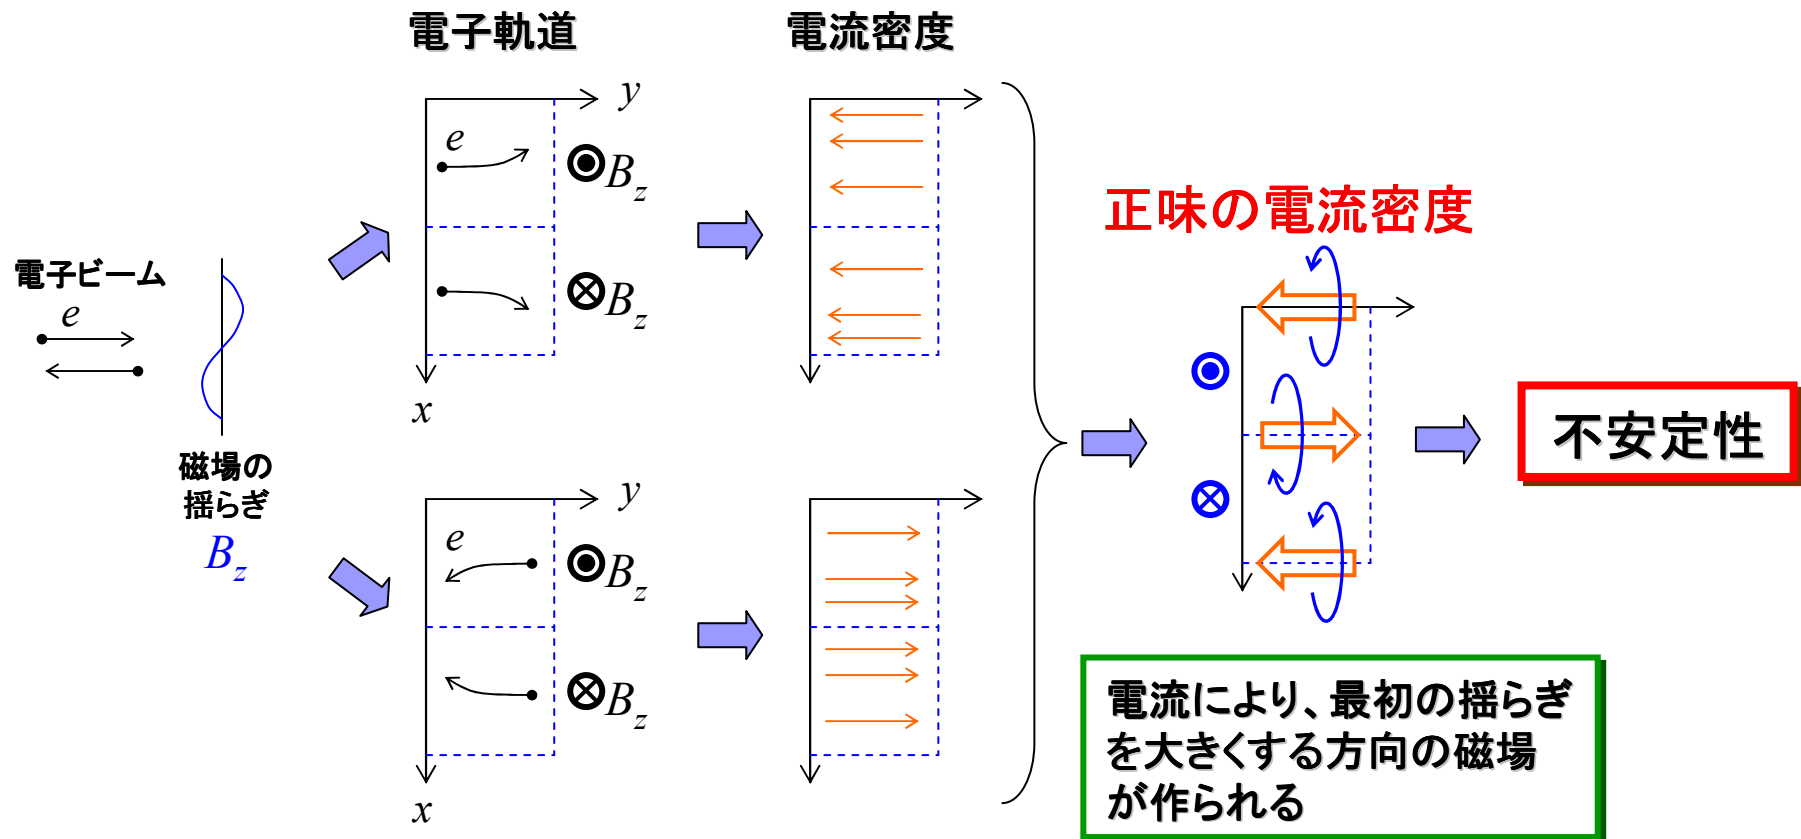 電子軌道
電流密度
y
e
B_z
B_z
x
電子ビーム
e
磁場の
揺らぎ
B_z
y
e
B_z
B_z
x
正味の電流密度
不安定性
電流により、最初の揺らぎ
を大きくする方向の磁場
が作られる